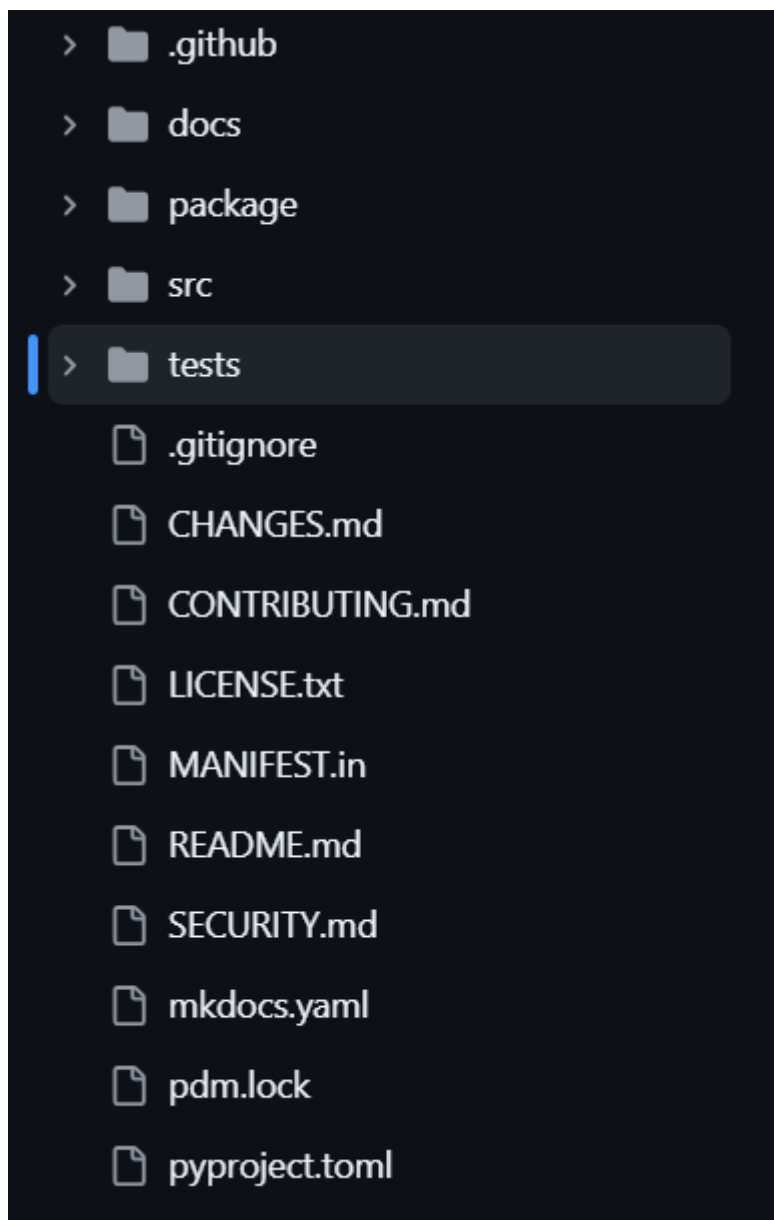 .github
docs
package
src
tests
.gitignore
CHANGES.md
CONTRIBUTING.md
LICENSE.txt
MANIFEST.in
README.md
SECURITY.md
mkdocs.yaml
pdm.lock
pyproject.toml